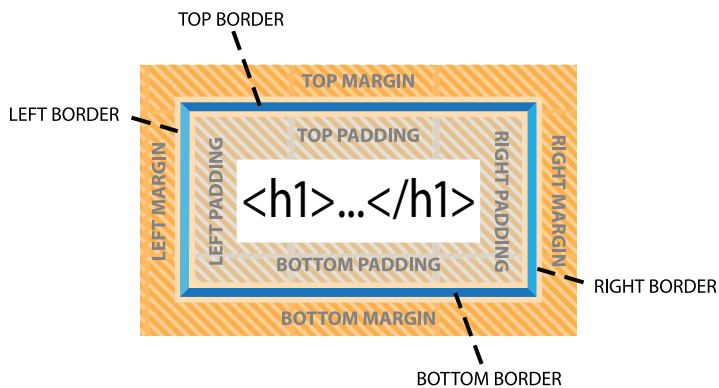 TOP BORDER
TOP MARGIN
LEFT BORDER
TOP PADDING
LEFT MARGIN
LEFT PADDING
<h1>...</h1>
RIGHT PADDING
RIGHT MARGIN
BOTTOM PADDING
RIGHT BORDER
BOTTOM MARGIN
BOTTOM BORDER